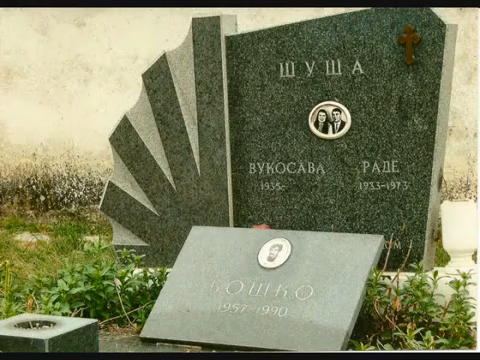 ШУША
ВУКОСАВА РАДЕ
1935- 1933-1973
БОШКО
1957-1990